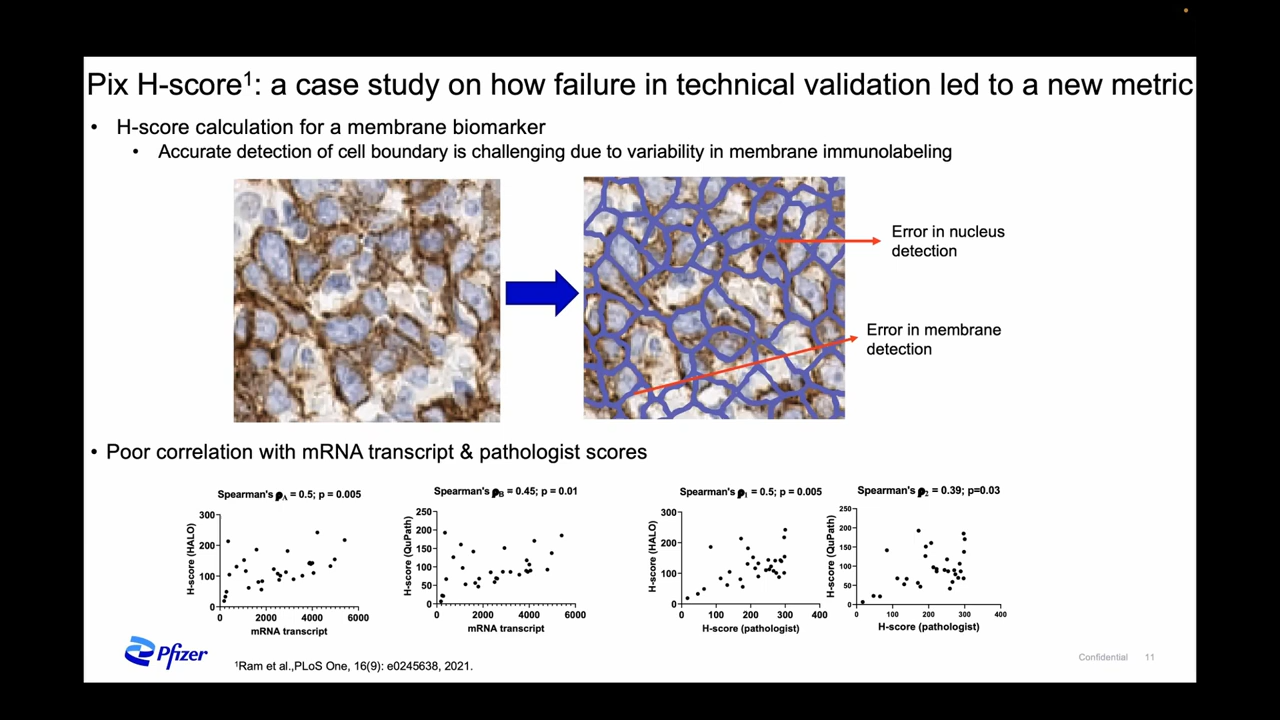 Pix H-score¹: a case study on how failure in technical validation led to a new metric
• H-score calculation for a membrane biomarker
• Accurate detection of cell boundary is challenging due to variability in membrane immunolabeling
Error in nucleus
detection
Error in membrane
detection
• Poor correlation with mRNA transcript & pathologist scores
Spearman's ρA = 0.5; p = 0.005
H-score (HALO)
300
200
100
0
0 2000 4000 6000
mRNA transcript
Spearman's ρB = 0.45; p = 0.01
H-score (QuPath)
250
200
150
100
50
0
0 2000 4000 6000
mRNA transcript
Spearman's ρ1 = 0.5; p = 0.005
H-score (HALO)
300
200
100
0
0 100 200 300 400
H-score (pathologist)
Spearman's ρ2 = 0.39; p=0.03
H-score (QuPath)
250
200
150
100
50
0
0 100 200 300 400
H-score (pathologist)
Pfizer
¹Ram et al.,PLoS One, 16(9): e0245638, 2021.
Confidential 11